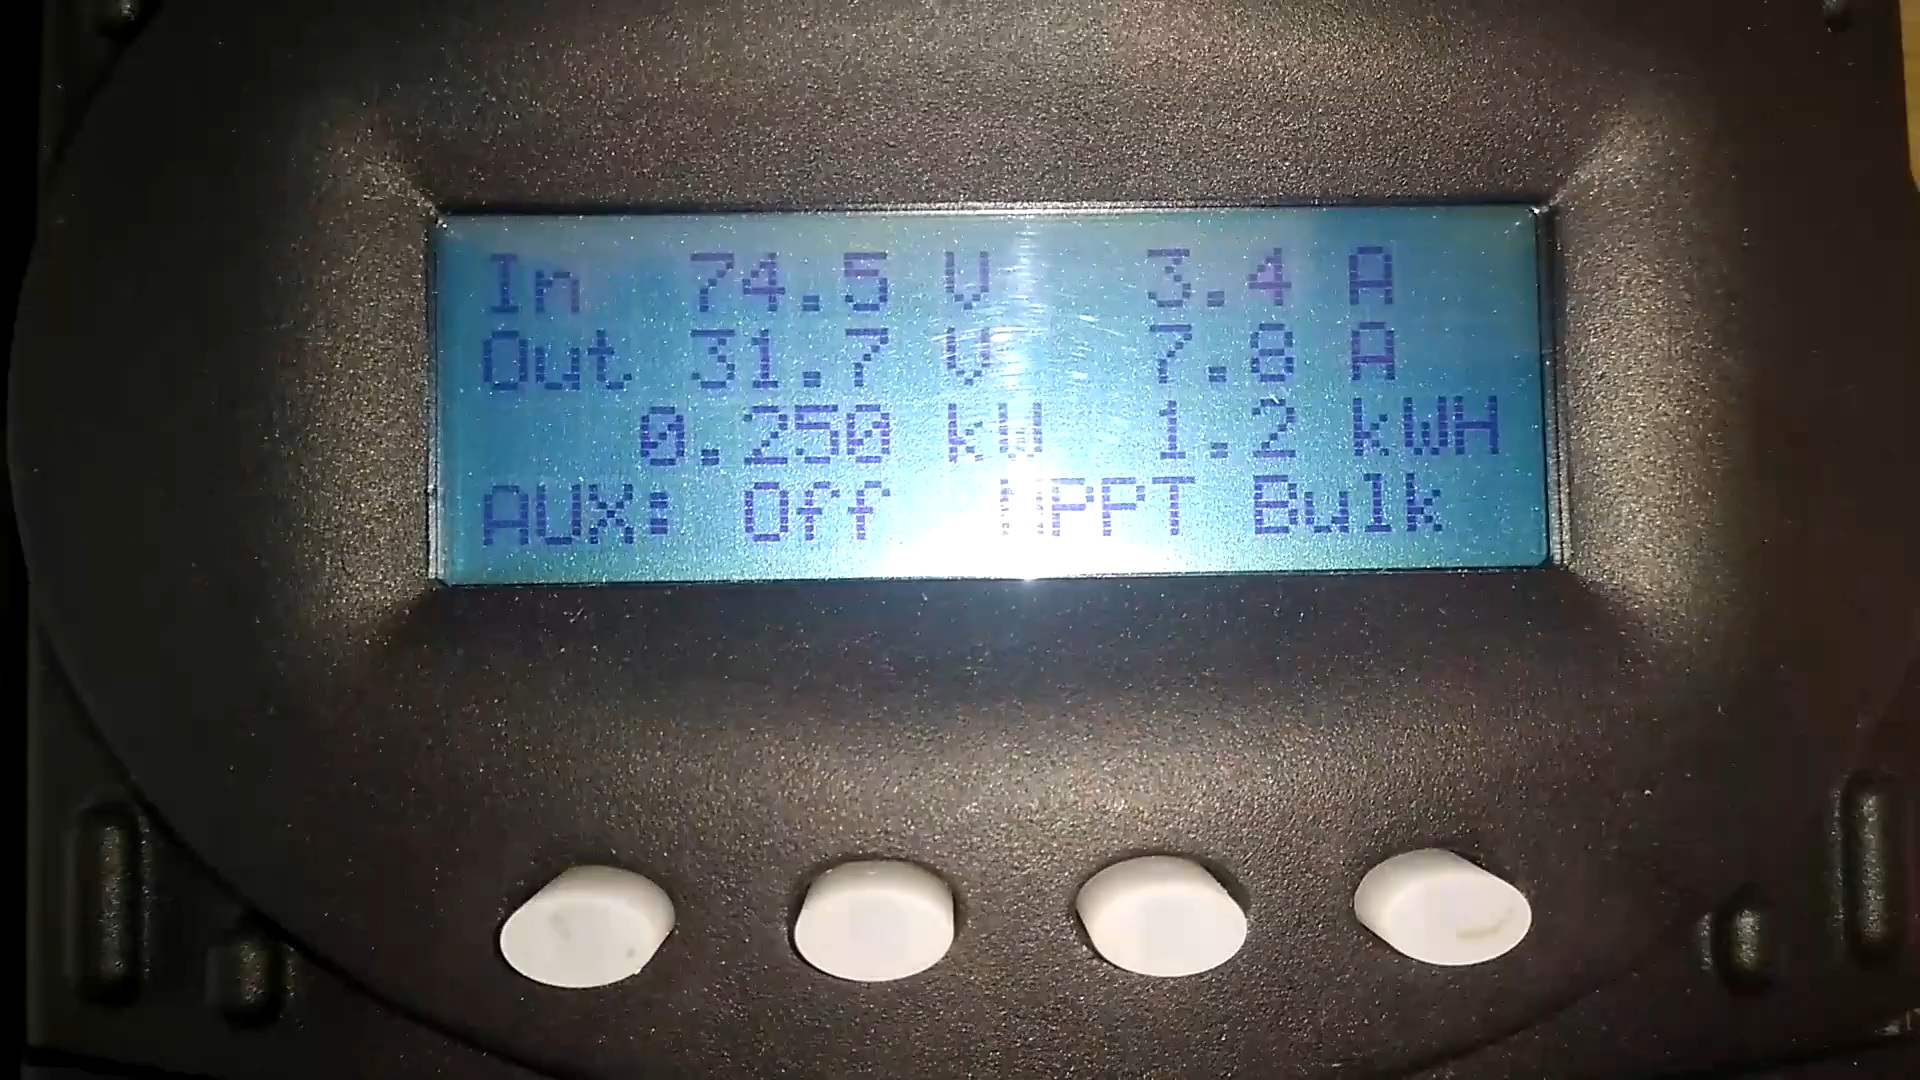 In 74.5 V 3.4 A
Out 31.7 V 7.8 A
0.250 kW 1.2 kWH
AUX: Off MPPT Bulk